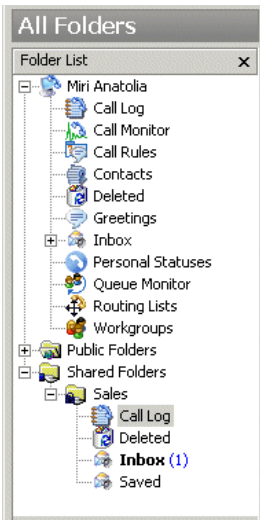 All Folders
Folder List
Miri Anatolia
Call Log
Call Monitor
Call Rules
Contacts
Deleted
Greetings
Inbox
Personal Statuses
Queue Monitor
Routing Lists
Workgroups
Public Folders
Shared Folders
Sales
Call Log
Deleted
Inbox (1)
Saved